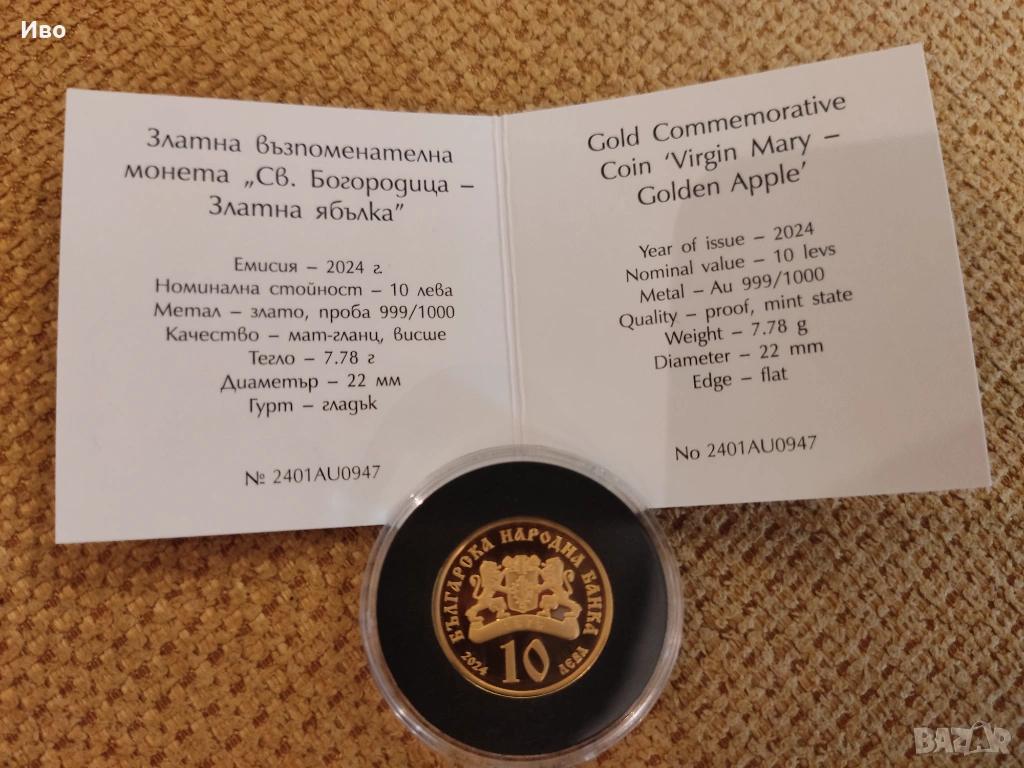 Иво
Златна възпоменателна
монета „Св. Богородица –
Златна ябълка”
Емисия – 2024 г.
Номинална стойност – 10 лева
Метал – злато, проба 999/1000
Качество – мат-гланц, висше
Тегло – 7.78 г
Диаметър – 22 мм
Гурт – гладък
№ 2401AU0947
Gold Commemorative
Coin ‘Virgin Mary –
Golden Apple’
Year of issue – 2024
Nominal value – 10 levs
Metal – Au 999/1000
Quality – proof, mint state
Weight – 7.78 g
Diameter – 22 mm
Edge – flat
No 2401AU0947
БЪЛГАРСКА НАРОДНА БАНКА
2024 10 ЛЕВА
BAZAR